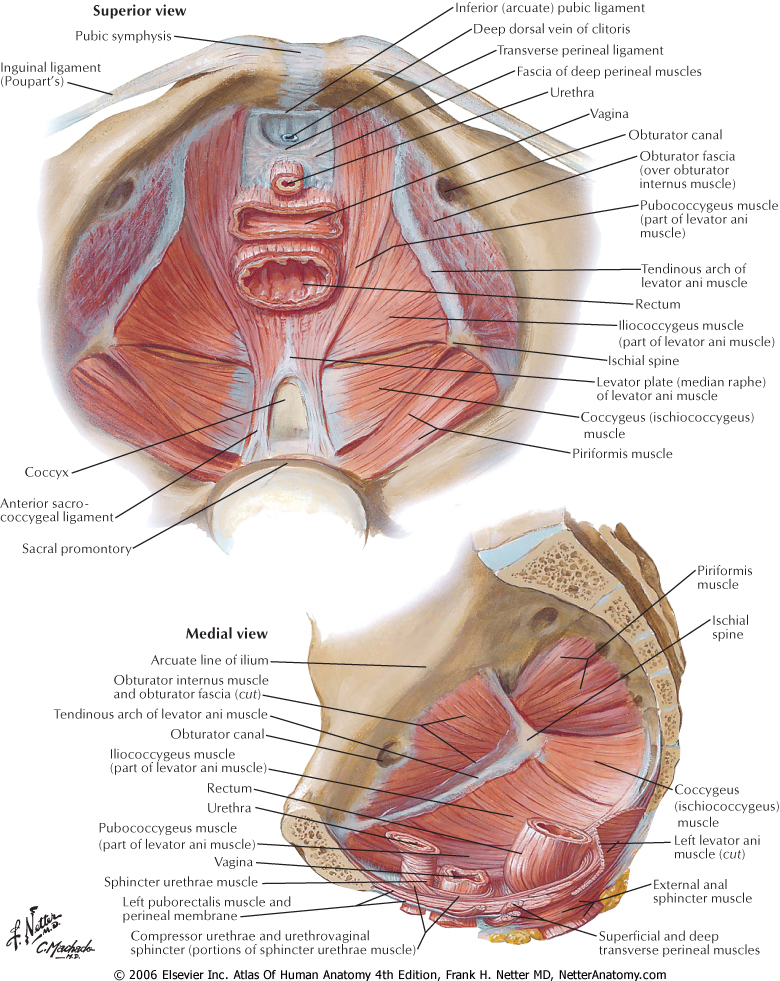 Superior view
Pubic symphysis
Inguinal ligament
(Poupart's)
Inferior (arcuate) pubic ligament
Deep dorsal vein of clitoris
Transverse perineal ligament
Fascia of deep perineal muscles
Urethra
Vagina
Obturator canal
Obturator fascia
(over obturator
internus muscle)
Pubococcygeus muscle
(part of levator ani
muscle)
Tendinous arch of
levator ani muscle
Rectum
Iliococcygeus muscle
(part of levator ani muscle)
Ischial spine
Levator plate (median raphe)
of levator ani muscle
Coccygeus (ischiococcygeus)
muscle
Piriformis muscle
Coccyx
Anterior sacro-
coccygeal ligament
Sacral promontory
Medial view
Arcuate line of ilium
Obturator internus muscle
and obturator fascia (cut)
Tendinous arch of levator ani muscle
Obturator canal
Iliococcygeus muscle
(part of levator ani muscle)
Rectum
Urethra
Pubococcygeus muscle
(part of levator ani muscle)
Vagina
Sphincter urethrae muscle
Left puborectalis muscle and
perineal membrane
Compressor urethrae and urethrovaginal
sphincter (portions of sphincter urethrae muscle)
Piriformis
muscle
Ischial
spine
Coccygeus
(ischiococcygeus)
muscle
Left levator ani
muscle (cut)
External anal
sphincter muscle
Superficial and deep
transverse perineal muscles
F. Netter
M.D.
C. Machado
M.D.
© 2006 Elsevier Inc. Atlas Of Human Anatomy 4th Edition, Frank H. Netter MD, NetterAnatomy.com